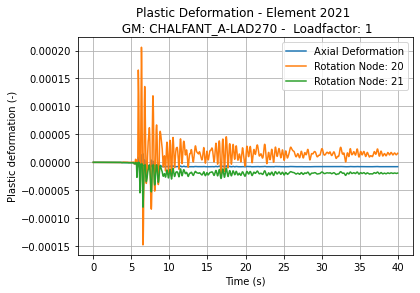 Plastic Deformation - Element 2021
GM: CHALFANT_A-LAD270 - Loadfactor: 1
Axial Deformation
Rotation Node: 20
Rotation Node: 21
Plastic deformation (-)
0.00020
0.00015
0.00010
0.00005
0.00000
−0.00005
−0.00010
−0.00015
0 5 10 15 20 25 30 35 40
Time (s)